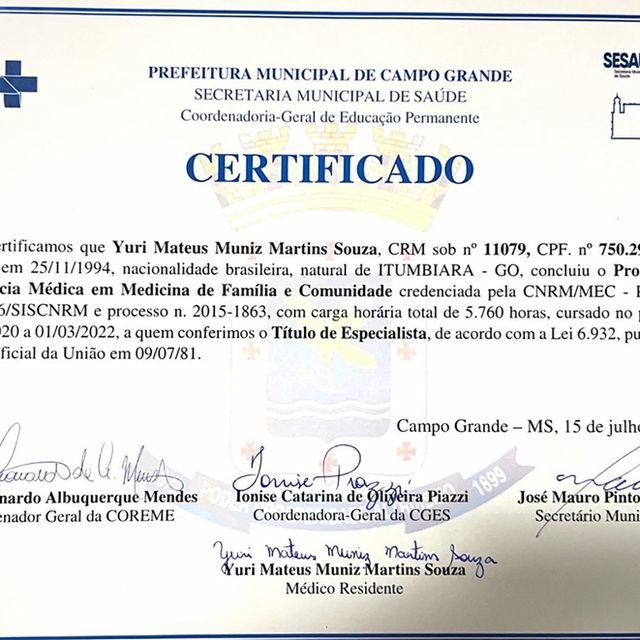 PREFEITURA MUNICIPAL DE CAMPO GRANDE
SECRETARIA MUNICIPAL DE SAÚDE
Coordenadoria-Geral de Educação Permanente
SESAU
CERTIFICADO
ertificamos que Yuri Mateus Muniz Martins Souza, CRM sob nº 11079, CPF. nº 750.29
em 25/11/1994, nacionalidade brasileira, natural de ITUMBIARA - GO, concluiu o Pro
cia Médica em Medicina de Família e Comunidade credenciada pela CNRM/MEC -
6/SISCNRM e processo n. 2015-1863, com carga horária total de 5.760 horas, cursado no p
020 a 01/03/2022, a quem conferimos o Título de Especialista, de acordo com a Lei 6.932, pu
ficial da União em 09/07/81.
Campo Grande – MS, 15 de julho
nardo Albuquerque Mendes
enador Geral da COREME
Ionise Catarina de Oliveira Piazzi
Coordenadora-Geral da CGES
José Mauro Pinto
Secretário Muni
PODER
1899
Yuri Mateus Muniz Martins Souza
Yuri Mateus Muniz Martins Souza
Médico Residente